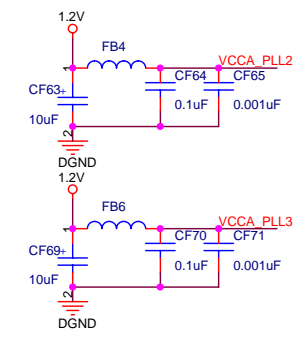 1.2V
FB4
VCCA_PLL2
1
CF63+
CF64
CF65
10uF
0.1uF
0.001uF
2
DGND
1.2V
FB6
VCCA_PLL3
1
CF69+
CF70
CF71
10uF
0.1uF
0.001uF
2
DGND